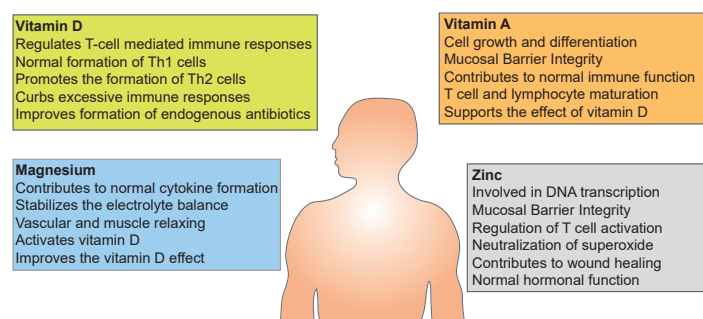 Vitamin D
Regulates T-cell mediated immune responses
Normal formation of Th1 cells
Promotes the formation of Th2 cells
Curbs excessive immune responses
Improves formation of endogenous antibiotics
Vitamin A
Cell growth and differentiation
Mucosal Barrier Integrity
Contributes to normal immune function
T cell and lymphocyte maturation
Supports the effect of vitamin D
Magnesium
Contributes to normal cytokine formation
Stabilizes the electrolyte balance
Vascular and muscle relaxing
Activates vitamin D
Improves the vitamin D effect
Zinc
Involved in DNA transcription
Mucosal Barrier Integrity
Regulation of T cell activation
Neutralization of superoxide
Contributes to wound healing
Normal hormonal function